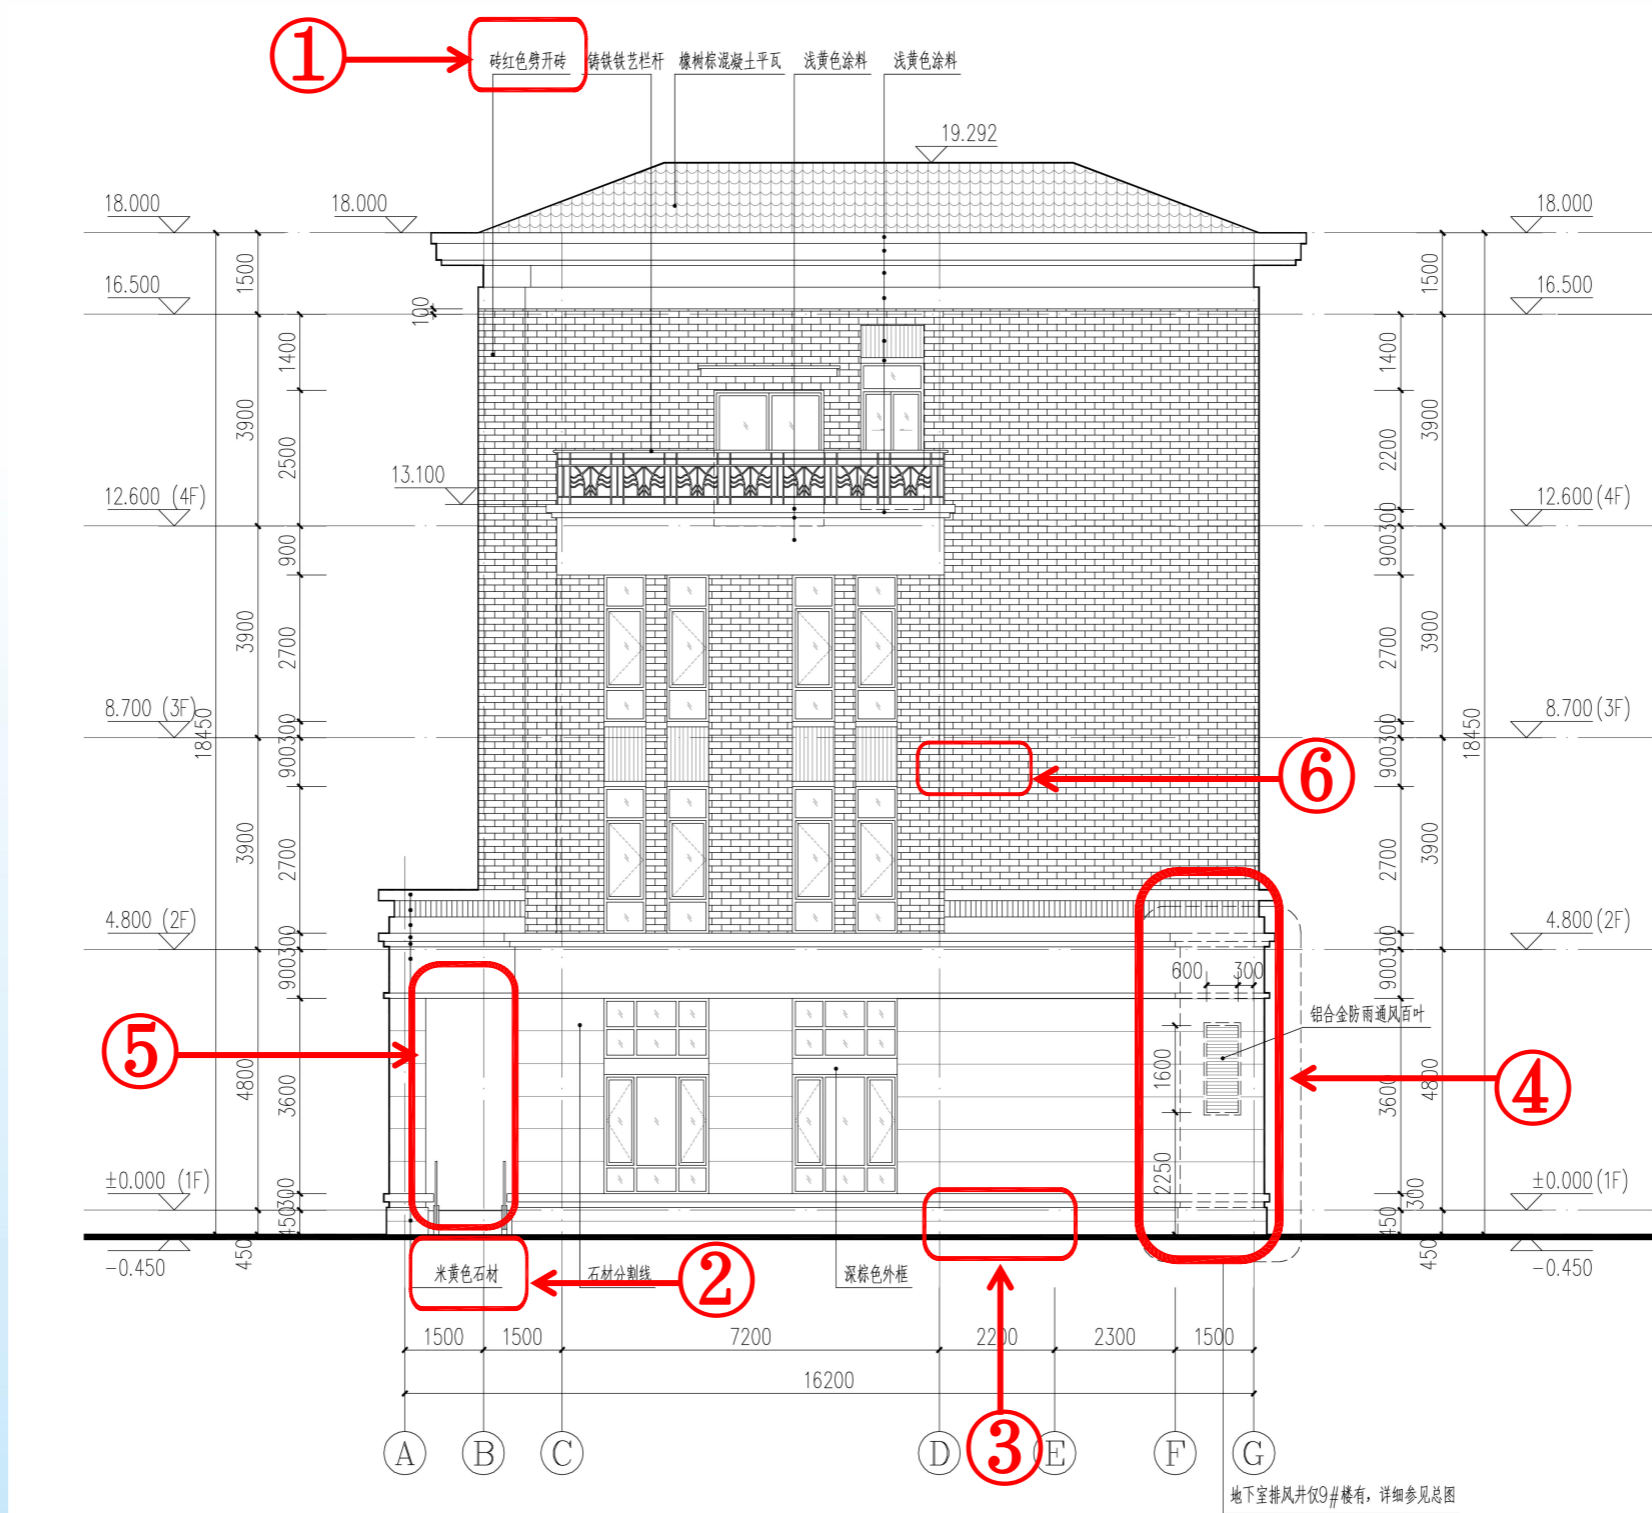 ①
砖红色劈开砖 铸铁铁艺栏杆 橡树棕混凝土平瓦 浅黄色涂料 浅黄色涂料
19.292
18.000 18.000 18.000
1500 1500
16.500 16.500
100
1400 1400
3900 3900
2500 2200
13.100
12.600 (4F) 300 12.600 (4F)
900 900
3900 3900
2700 2700
8.700 (3F) 300 300 8.700 (3F)
18450 18450
900 900
⑥
3900 3900
2700 2700
4.800 (2F) 300 300 4.800 (2F)
900 900
600 300
铝合金防雨通风百叶
⑤
1600
④
4800 4800
3600 3600
2250
±0.000 (1F) 300 300 ±0.000 (1F)
450 450
450 450
-0.450 -0.450
米黄色石材 ② 石材分割线 深棕色外框
1500 1500 7200 2200 2300 1500
16200
③
A B C D E F G
地下室排风井仅9#楼有，详细参见总图